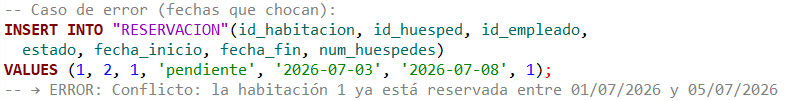 -- Caso de error (fechas que chocan):
INSERT INTO "RESERVACION"(id_habitacion, id_huesped, id_empleado,
  estado, fecha_inicio, fecha_fin, num_huespedes)
VALUES (1, 2, 1, 'pendiente', '2026-07-03', '2026-07-08', 1);
-- → ERROR: Conflicto: la habitación 1 ya está reservada entre 01/07/2026 y 05/07/2026